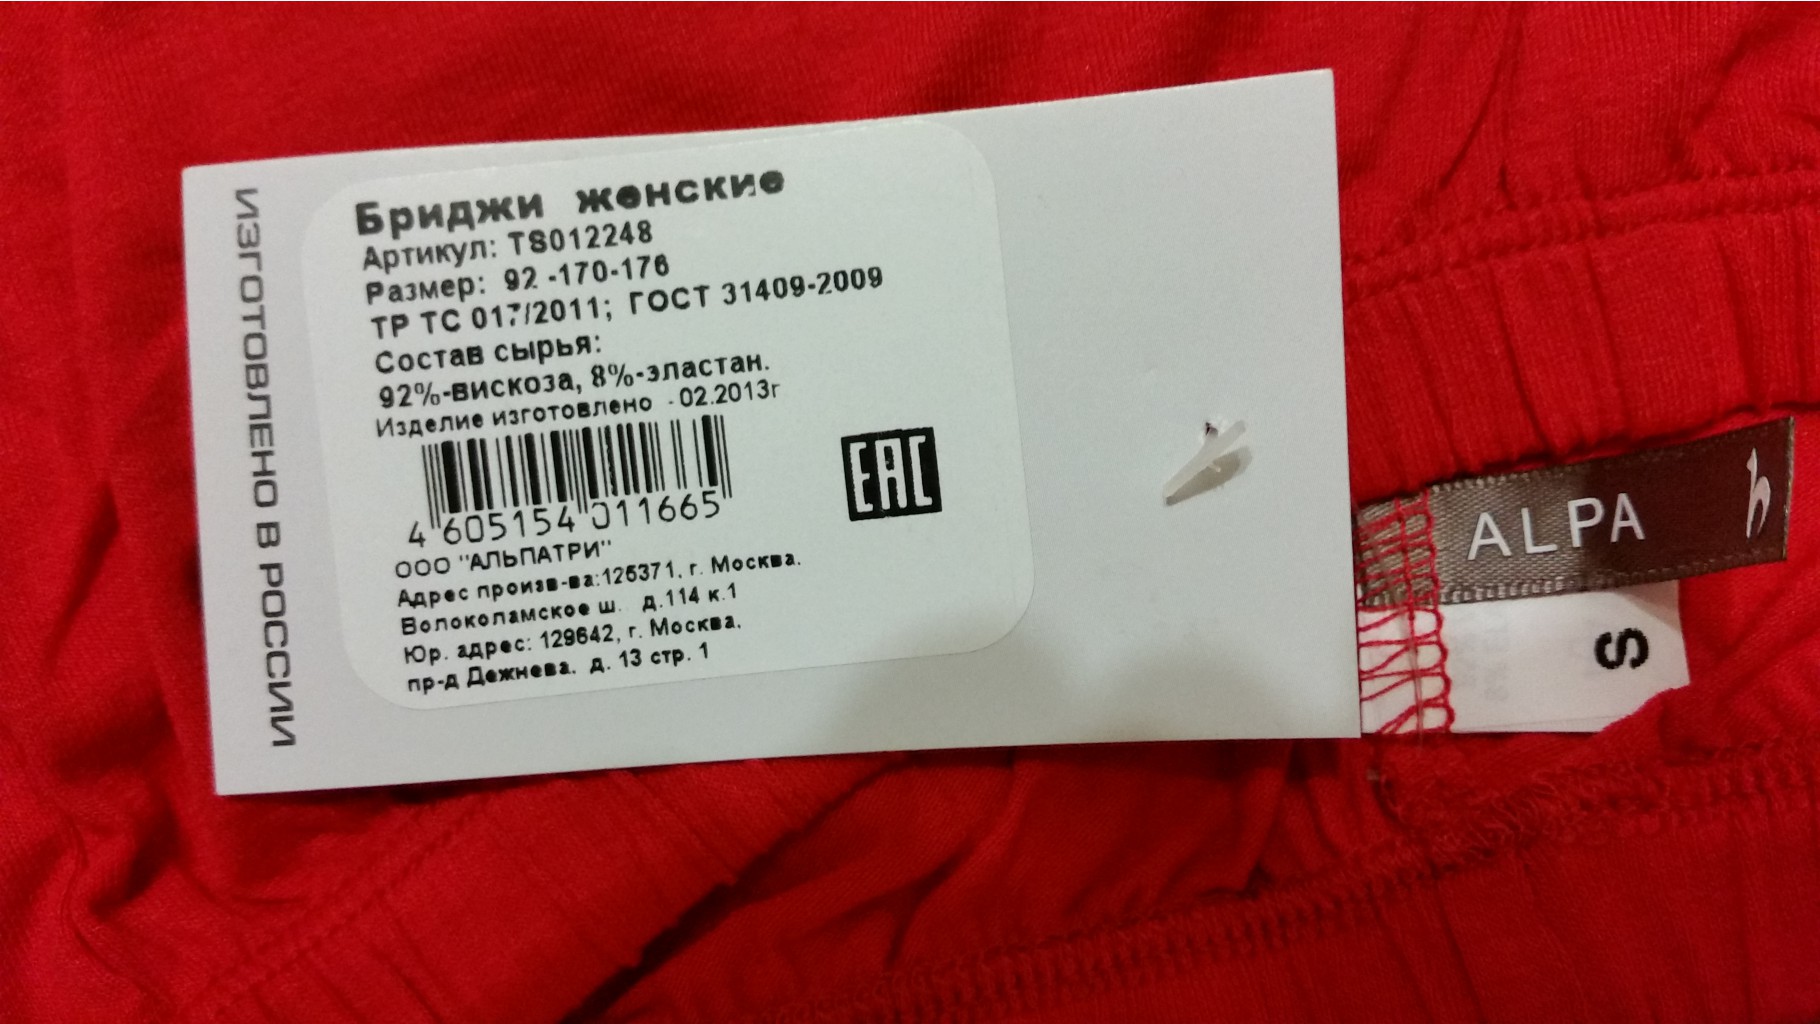 ИЗГОТОВЛЕНО В РОССИИ
Бриджи женские
Артикул: TS012248
Размер: 92 -170-176
ТР ТС 017/2011; ГОСТ 31409-2009
Состав сырья:
92%-вискоза, 8%-эластан.
Изделие изготовлено - 02.2013г
4 605154 011665
EAC
ООО "АЛЬПАТРИ"
Адрес произв-ва:125371, г. Москва.
Волоколамское ш. д.114 к.1
Юр. адрес: 129642, г. Москва.
пр-д Дежнева. д. 13 стр. 1
ALPA
S